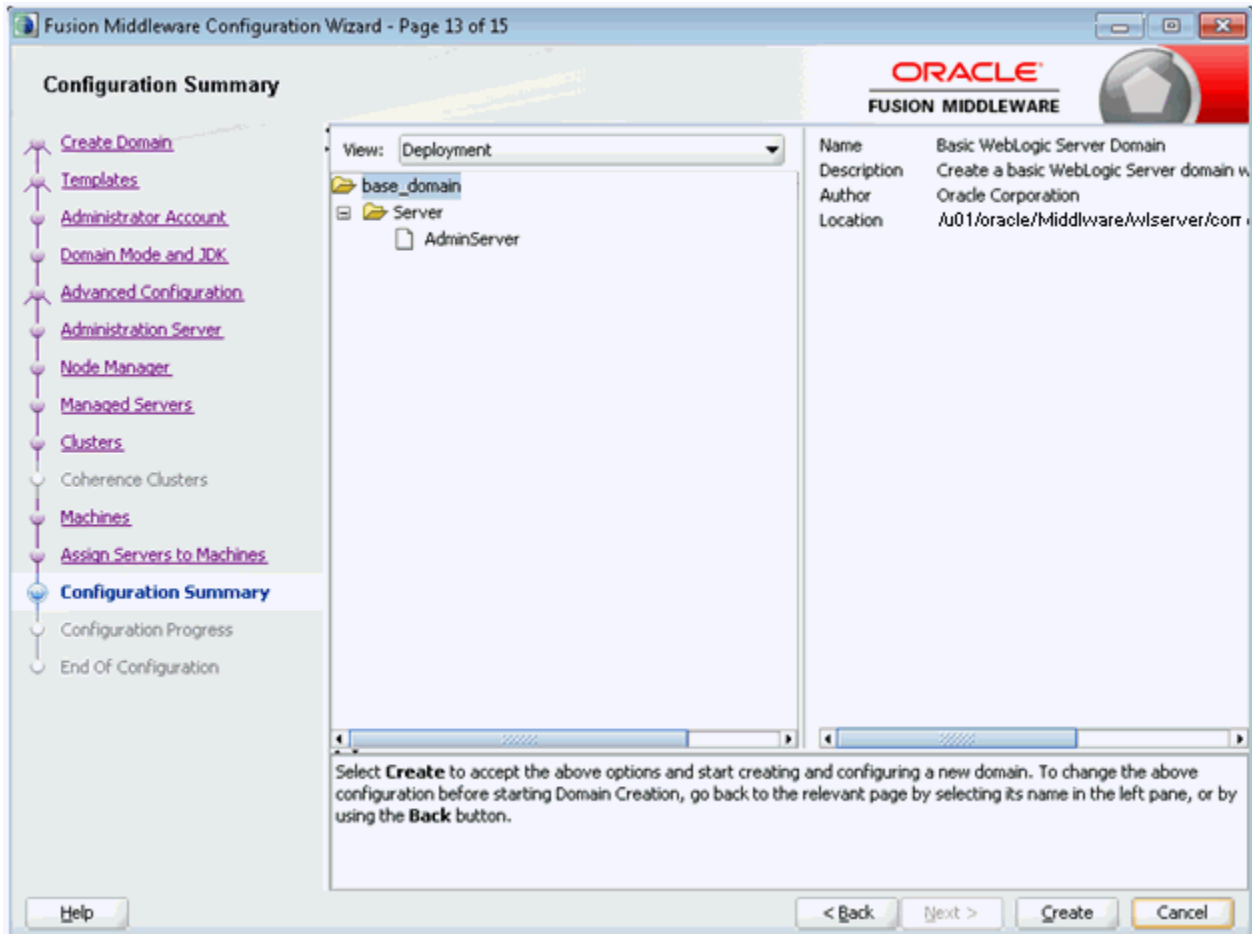 Fusion Middleware Configuration Wizard - Page 13 of 15
Configuration Summary
ORACLE
FUSION MIDDLEWARE
Create Domain
Templates
Administrator Account
Domain Mode and JDK
Advanced Configuration
Administration Server
Node Manager
Managed Servers
Clusters
Coherence Clusters
Machines
Assign Servers to Machines
Configuration Summary
Configuration Progress
End Of Configuration
View: Deployment
base_domain
Server
AdminServer
Name Basic WebLogic Server Domain
Description Create a basic WebLogic Server domain
Author Oracle Corporation
Location /u01/oracle/Middlware/wlserver/
Select Create to accept the above options and start creating and configuring a new domain. To change the above
configuration before starting Domain Creation, go back to the relevant page by selecting its name in the left pane, or by
using the Back button.
Help
< Back
Next >
Create
Cancel